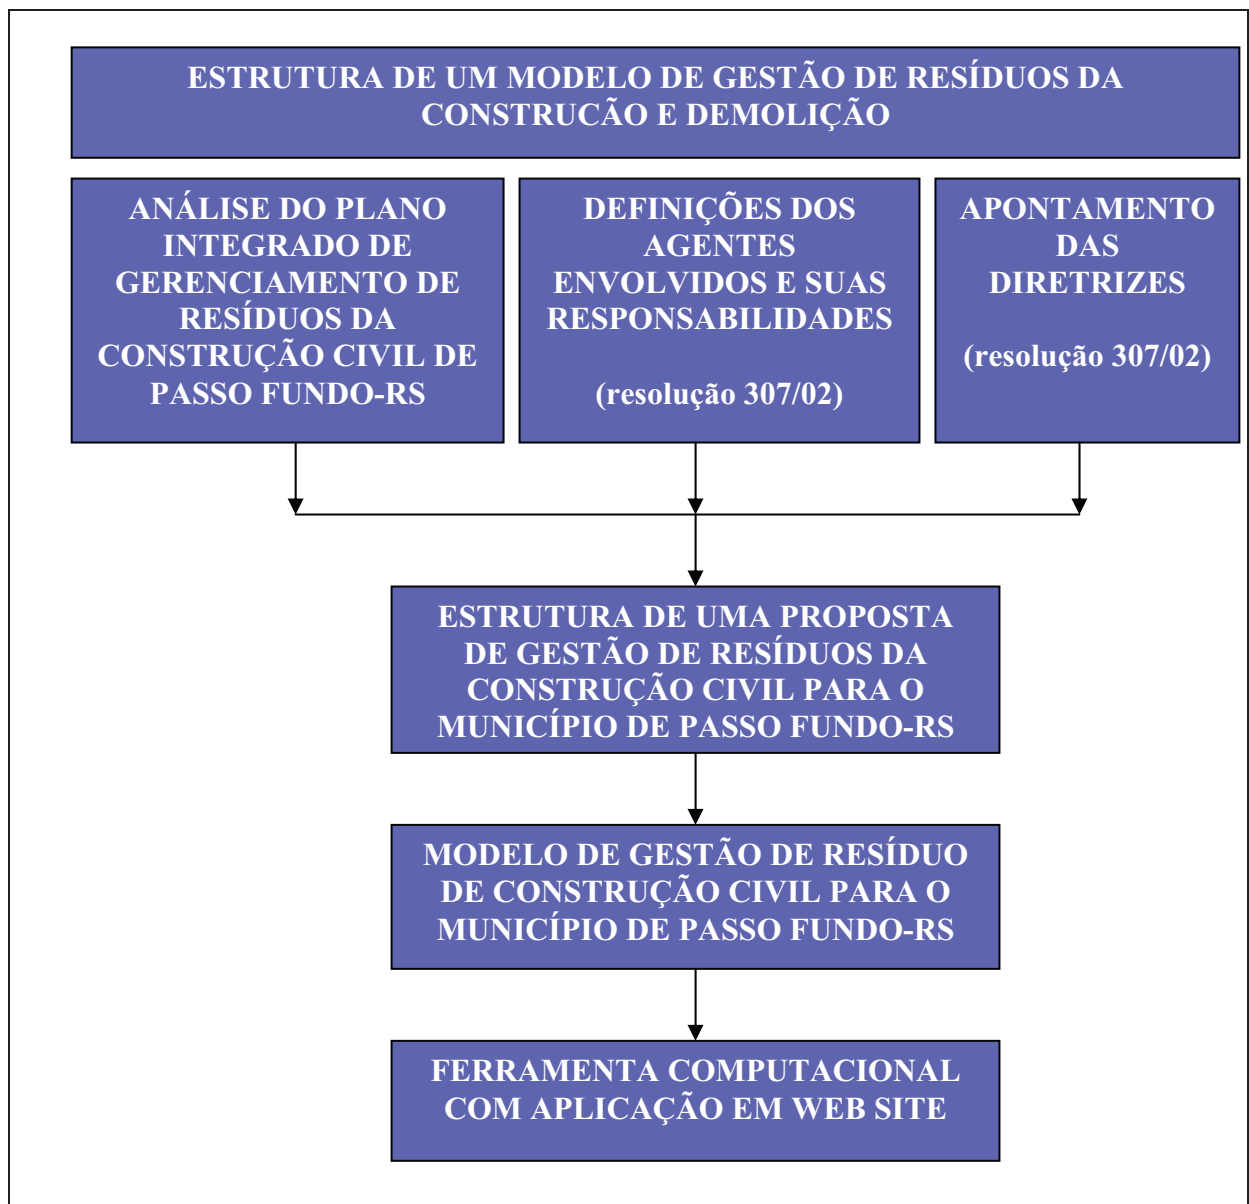 ESTRUTURA DE UM MODELO DE GESTÃO DE RESÍDUOS DA
CONSTRUCÃO E DEMOLIÇÃO
ANÁLISE DO PLANO
INTEGRADO DE
GERENCIAMENTO DE
RESÍDUOS DA
CONSTRUÇÃO CIVIL DE
PASSO FUNDO-RS
DEFINIÇÕES DOS
AGENTES
ENVOLVIDOS E SUAS
RESPONSABILIDADES
(resolução 307/02)
APONTAMENTO
DAS
DIRETRIZES
(resolução 307/02)
ESTRUTURA DE UMA PROPOSTA
DE GESTÃO DE RESÍDUOS DA
CONSTRUÇÃO CIVIL PARA O
MUNICÍPIO DE PASSO FUNDO-RS
MODELO DE GESTÃO DE RESÍDUO
DE CONSTRUÇÃO CIVIL PARA O
MUNICÍPIO DE PASSO FUNDO-RS
FERRAMENTA COMPUTACIONAL
COM APLICAÇÃO EM WEB SITE